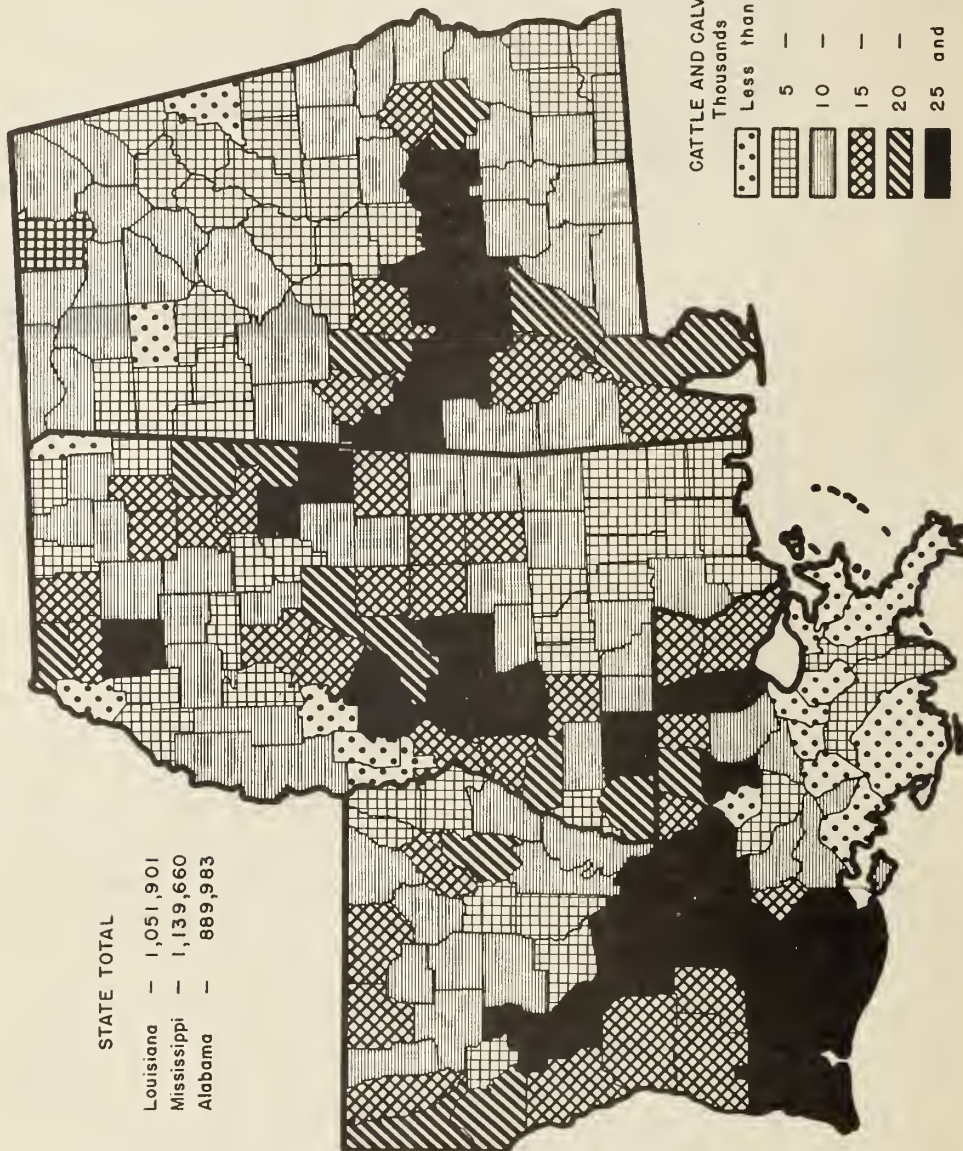 STATE TOTAL
Louisiana – 1,051,901
Mississippi – 1,139,660
Alabama – 889,983
CATTLE AND CALV
Thousands
Less than
5 –
10 –
15 –
20 –
25 and